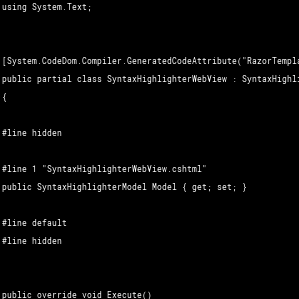 using System.Text;
[System.CodeDom.Compiler.GeneratedCodeAttribute("RazorTempla
public partial class SyntaxHighlighterWebView : SyntaxHighli
{
#line hidden
#line 1 "SyntaxHighlighterWebView.cshtml"
public SyntaxHighlighterModel Model { get; set; }
#line default
#line hidden
public override void Execute()